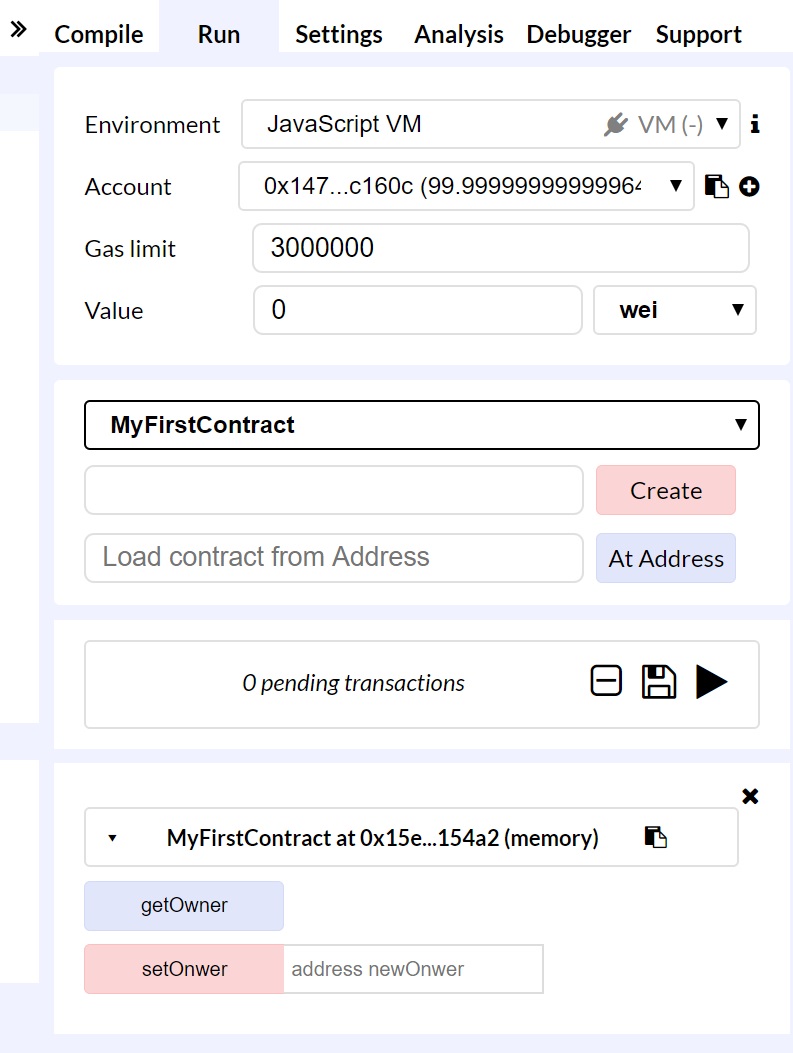 Compile Run Settings Analysis Debugger Support
Environment JavaScript VM VM (-)
Account 0x147...c160c (99.9999999999964
Gas limit 3000000
Value 0 wei
MyFirstContract
Create
Load contract from Address At Address
0 pending transactions
MyFirstContract at 0x15e...154a2 (memory)
getOwner
setOnwer address newOnwer